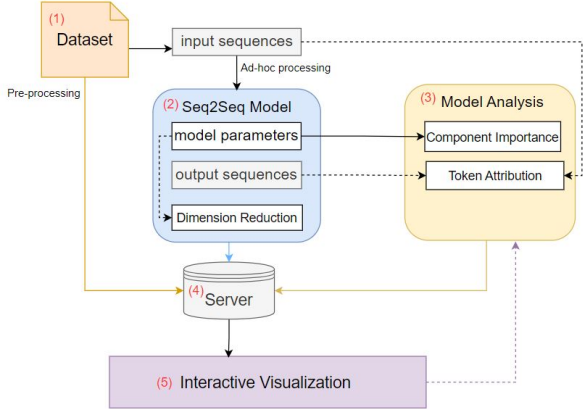 (1)
Dataset
input sequences
Ad-hoc processing
Pre-processing
(2) Seq2Seq Model
model parameters
output sequences
Dimension Reduction
(3) Model Analysis
Component Importance
Token Attribution
(4) Server
(5) Interactive Visualization